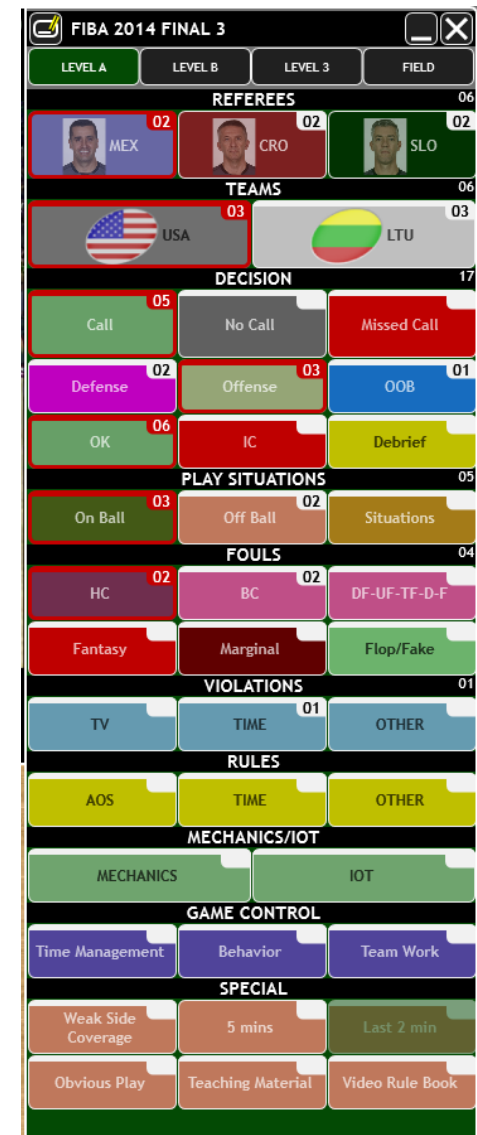 FIBA 2014 FINAL 3
LEVEL A LEVEL B LEVEL 3 FIELD
REFEREES 06
02 02 02
MEX CRO SLO
TEAMS 06
03 03
USA LTU
DECISION 17
05
Call No Call Missed Call
02 03 01
Defense Offense OOB
06
OK IC Debrief
PLAY SITUATIONS 05
03 02
On Ball Off Ball Situations
FOULS 04
02 02
HC BC DF-UF-TF-D-F
Fantasy Marginal Flop/Fake
VIOLATIONS 01
01
TV TIME OTHER
RULES
AOS TIME OTHER
MECHANICS/IOT
MECHANICS IOT
GAME CONTROL
Time Management Behavior Team Work
SPECIAL
Weak Side
Coverage 5 mins Last 2 min
Obvious Play Teaching Material Video Rule Book